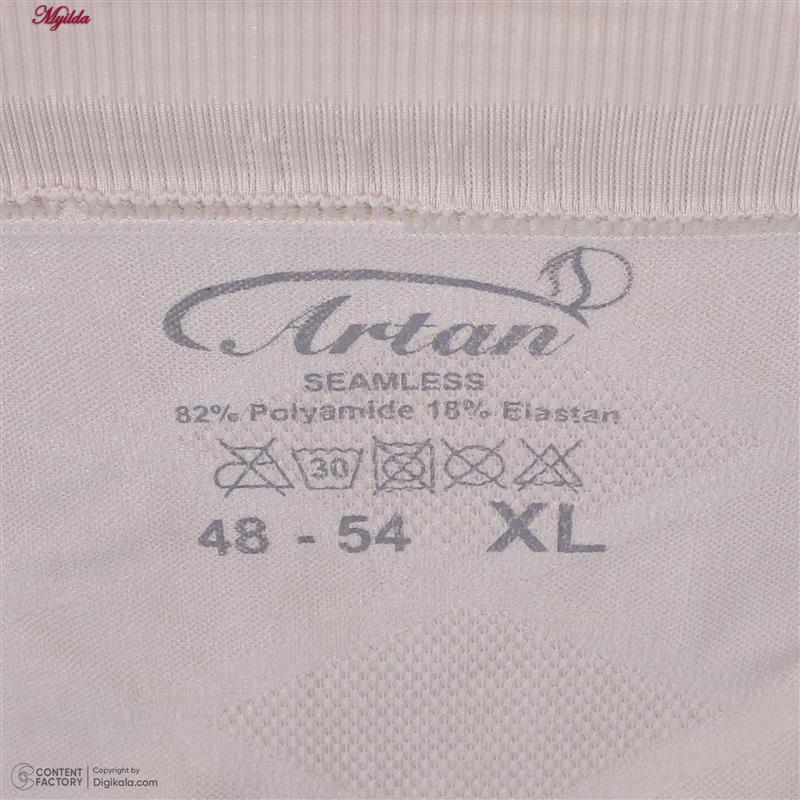 Myilda
Artan
SEAMLESS
82% Polyamide 18% Elastan
30
48 - 54 XL
CONTENT FACTORY
Copyright by
Digikala.com